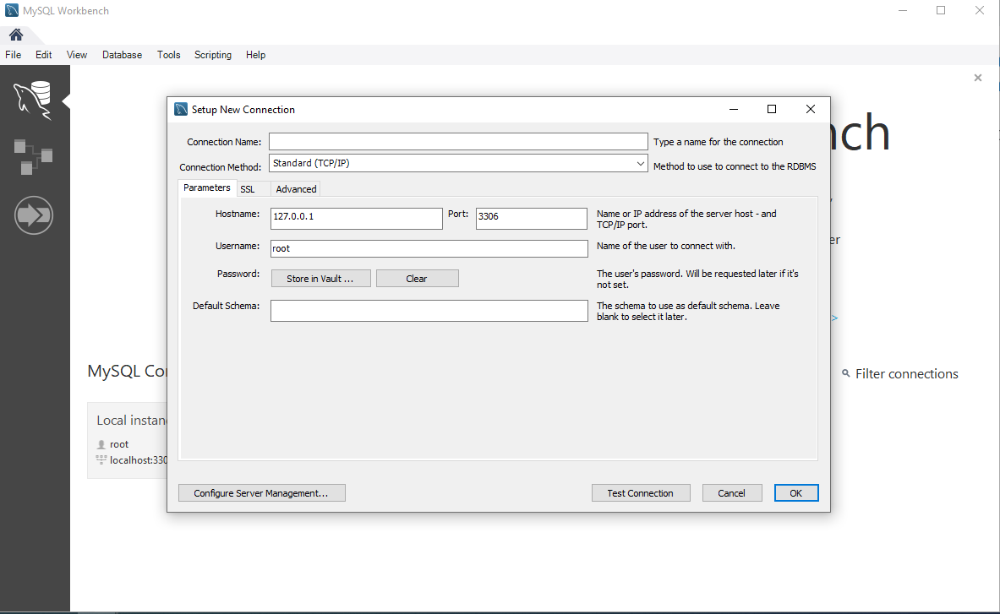 MySQL Workbench
File Edit View Database Tools Scripting Help
Setup New Connection
Connection Name: Type a name for the connection
Connection Method: Standard (TCP/IP) Method to use to connect to the RDBMS
Parameters SSL Advanced
Hostname: 127.0.0.1 Port: 3306 Name or IP address of the server host - and
TCP/IP port.
Username: root Name of the user to connect with.
Password: Store in Vault ... Clear The user's password. Will be requested later if it's
not set.
Default Schema: The schema to use as default schema. Leave
blank to select it later.
Configure Server Management... Test Connection Cancel OK
nch
er
>
MySQL Cor
Filter connections
Local instan
root
localhost:330